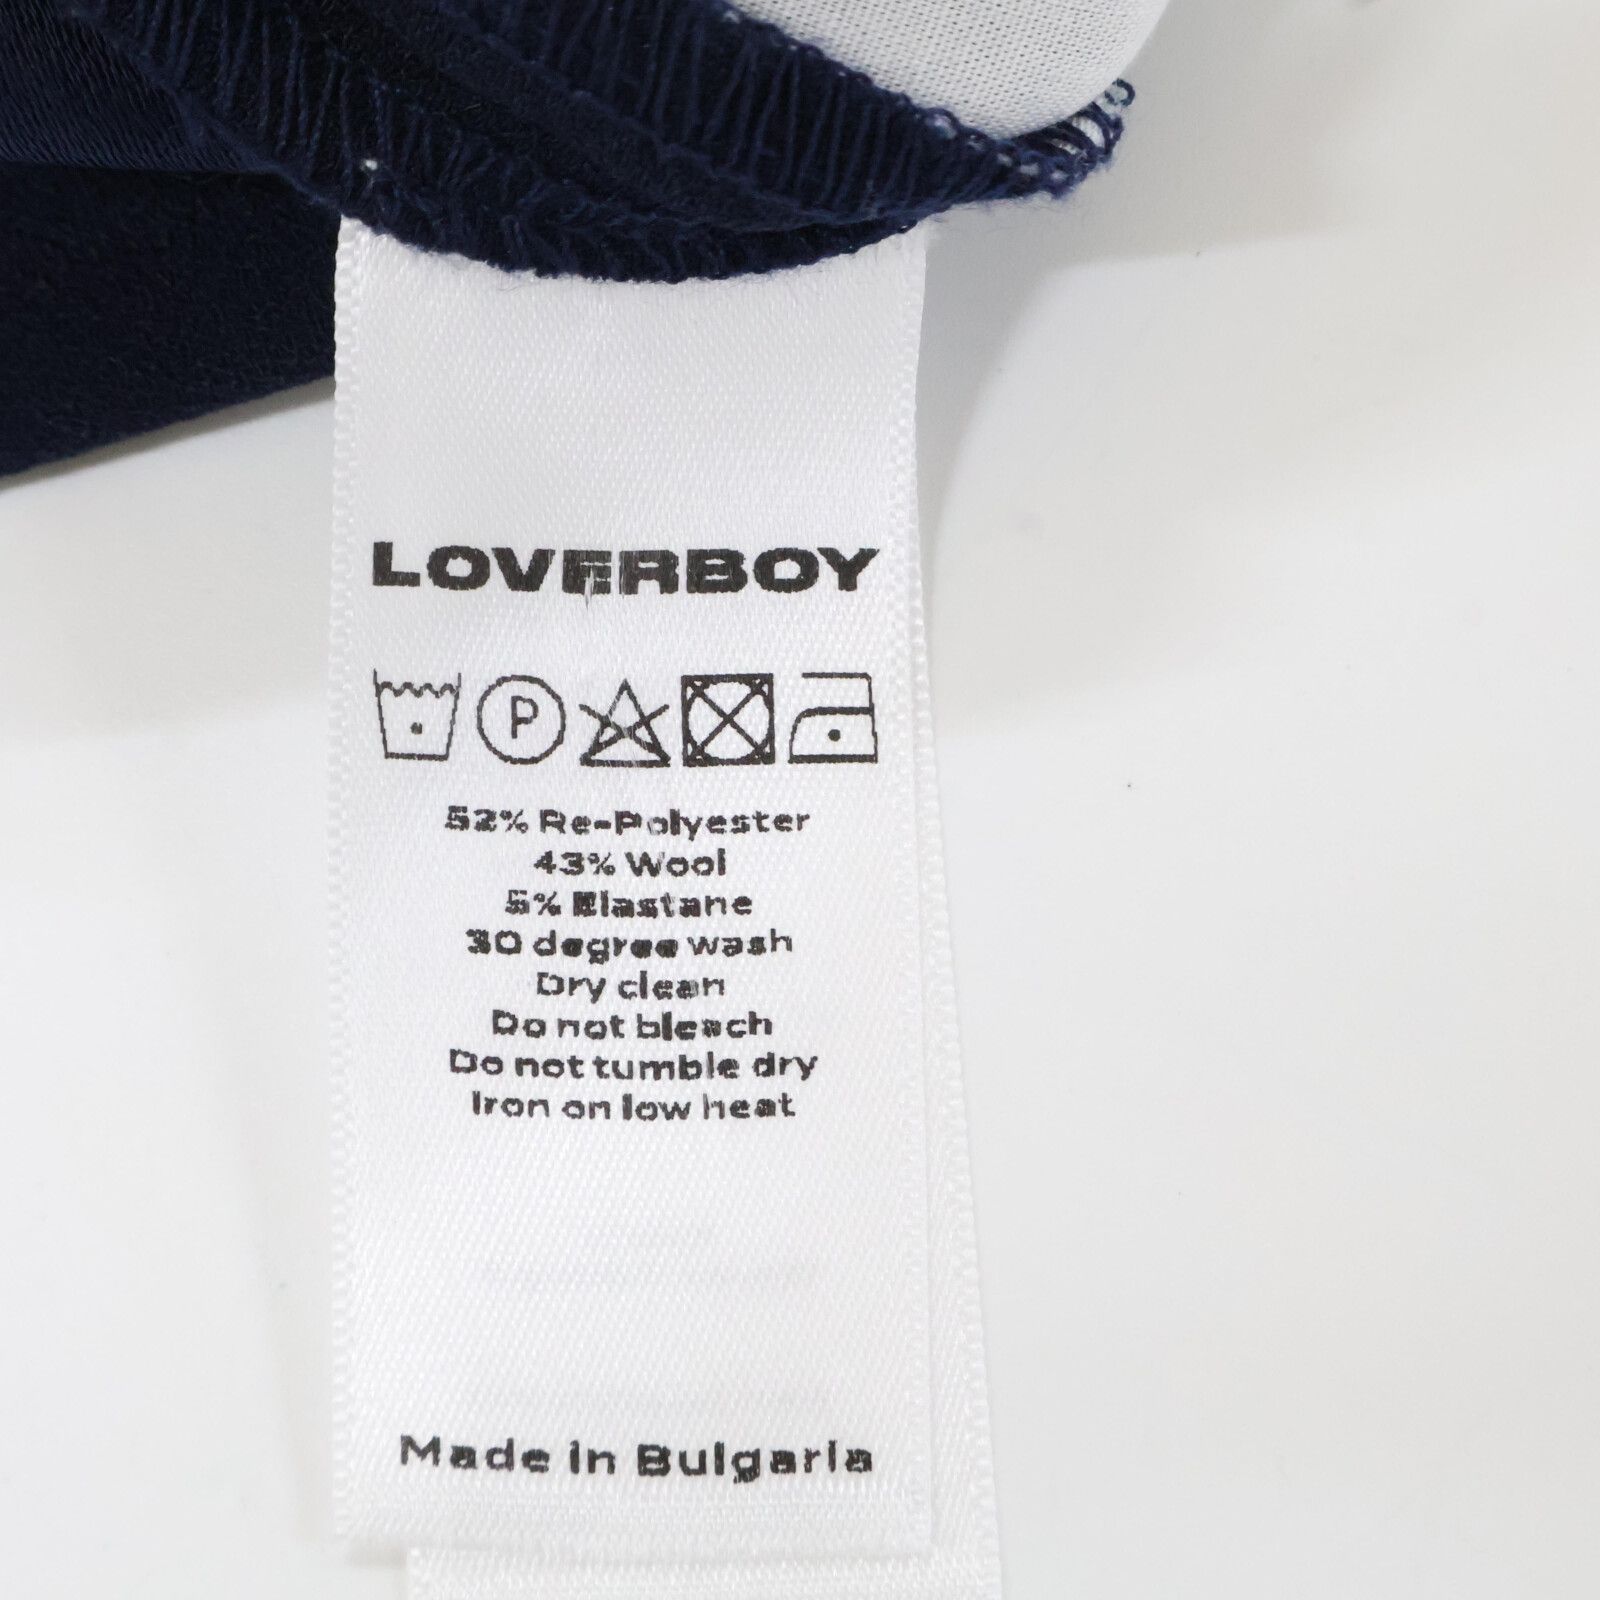 LOVERBOY
P
52% Re-Polyester
43% Wool
5% Elastane
30 degree wash
Dry clean
Do not bleach
Do not tumble dry
Iron on low heat
Made in Bulgaria